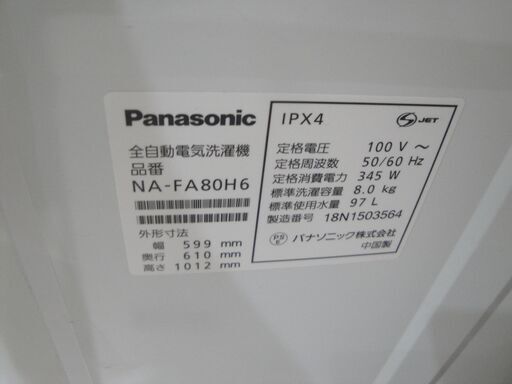 Panasonic
全自動電気洗濯機
品番
NA-FA80H6
外形寸法
幅 599 mm
奥行 610 mm
高さ 1012 mm
IPX4
S JET
定格電圧 100 V ～
定格周波数 50/60 Hz
定格消費電力 345 W
標準洗濯容量 8.0 kg
標準使用水量 97 L
製造番号 18N1503564
PS E パナソニック株式会社
中国製